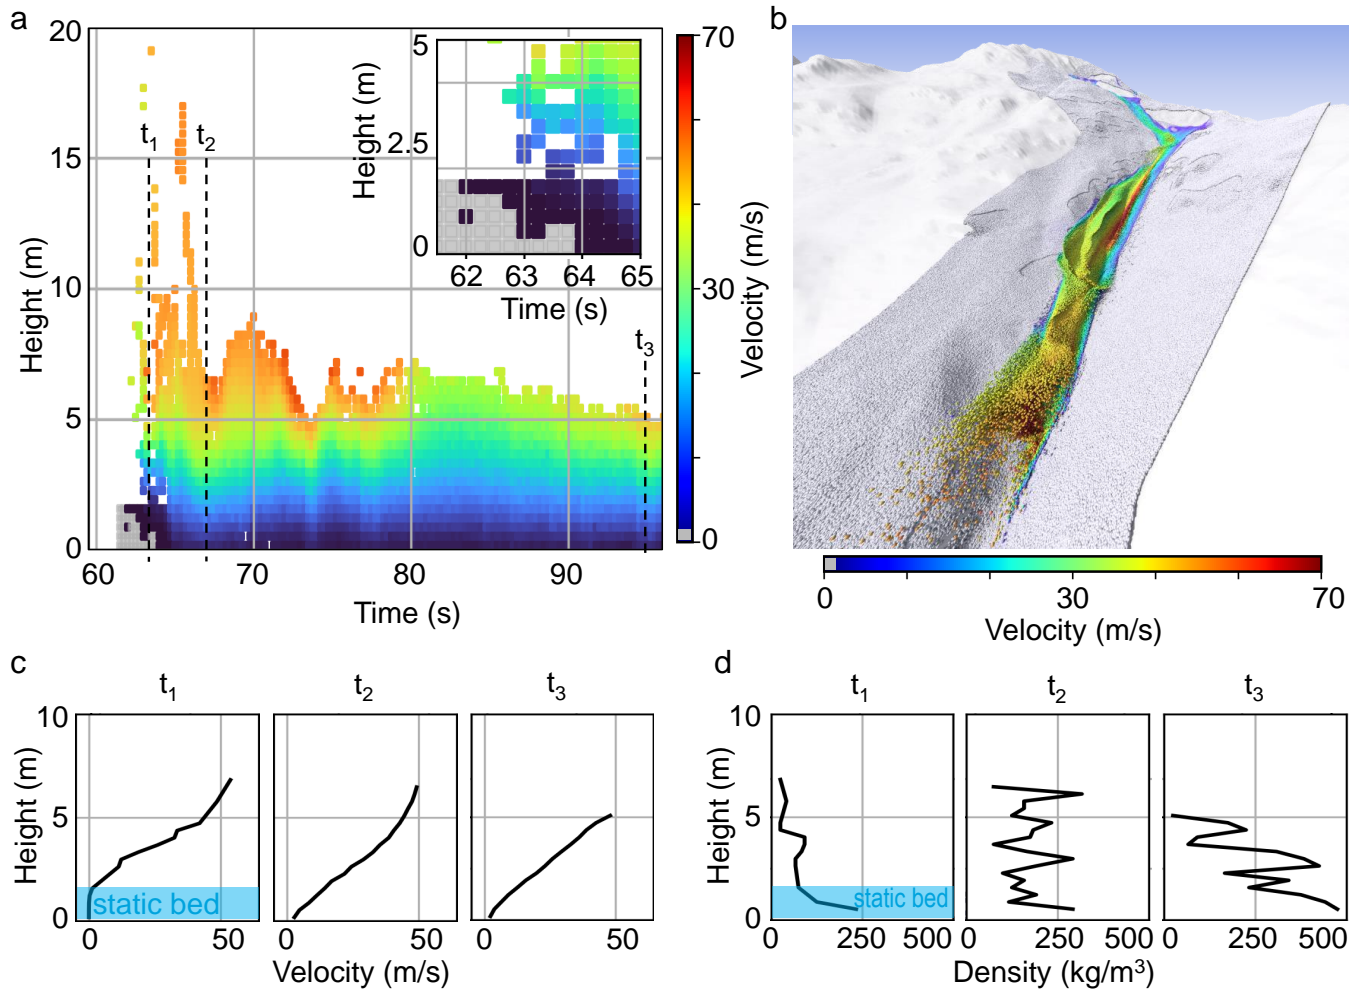 a
20
15
10
5
0
Height (m)
60
70
80
90
Time (s)
t1
t2
t3
5
2.5
0
Height (m)
62
63
64
65
Time (s)
70
30
0
Velocity (m/s)
b
0
30
70
Velocity (m/s)
c
t1
t2
t3
10
5
0
Height (m)
static bed
0
50
0
50
0
50
Velocity (m/s)
d
t1
t2
t3
10
5
0
Height (m)
static bed
0
250
500
0
250
500
0
250
500
Density (kg/m³)